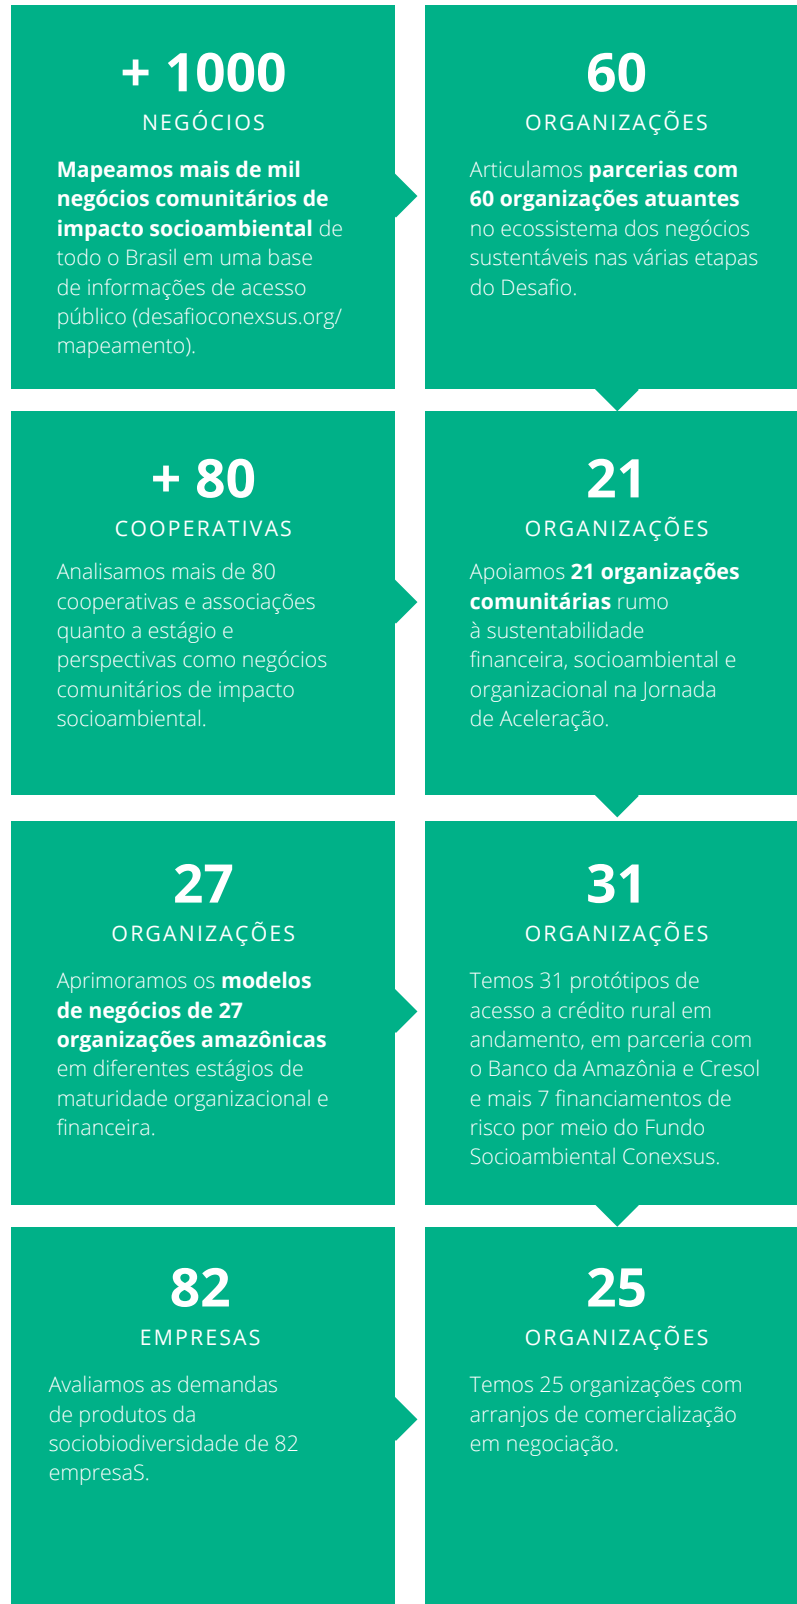 + 1000
NEGÓCIOS
Mapeamos mais de mil
negócios comunitários de
impacto socioambiental de
todo o Brasil em uma base
de informações de acesso
público (desafioconexsus.org/
mapeamento).
60
ORGANIZAÇÕES
Articulamos parcerias com
60 organizações atuantes
no ecossistema dos negócios
sustentáveis nas várias etapas
do Desafio.
+ 80
COOPERATIVAS
Analisamos mais de 80
cooperativas e associações
quanto a estágio e
perspectivas como negócios
comunitários de impacto
socioambiental.
21
ORGANIZAÇÕES
Apoiamos 21 organizações
comunitárias rumo
à sustentabilidade
financeira, socioambiental e
organizacional na Jornada
de Aceleração.
27
ORGANIZAÇÕES
Aprimoramos os modelos
de negócios de 27
organizações amazônicas
em diferentes estágios de
maturidade organizacional e
financeira.
31
ORGANIZAÇÕES
Temos 31 protótipos de
acesso a crédito rural em
andamento, em parceria com
o Banco da Amazônia e Cresol
e mais 7 financiamentos de
risco por meio do Fundo
Socioambiental Conexsus.
82
EMPRESAS
Avaliamos as demandas
de produtos da
sociobiodiversidade de 82
empresaS.
25
ORGANIZAÇÕES
Temos 25 organizações com
arranjos de comercialização
em negociação.